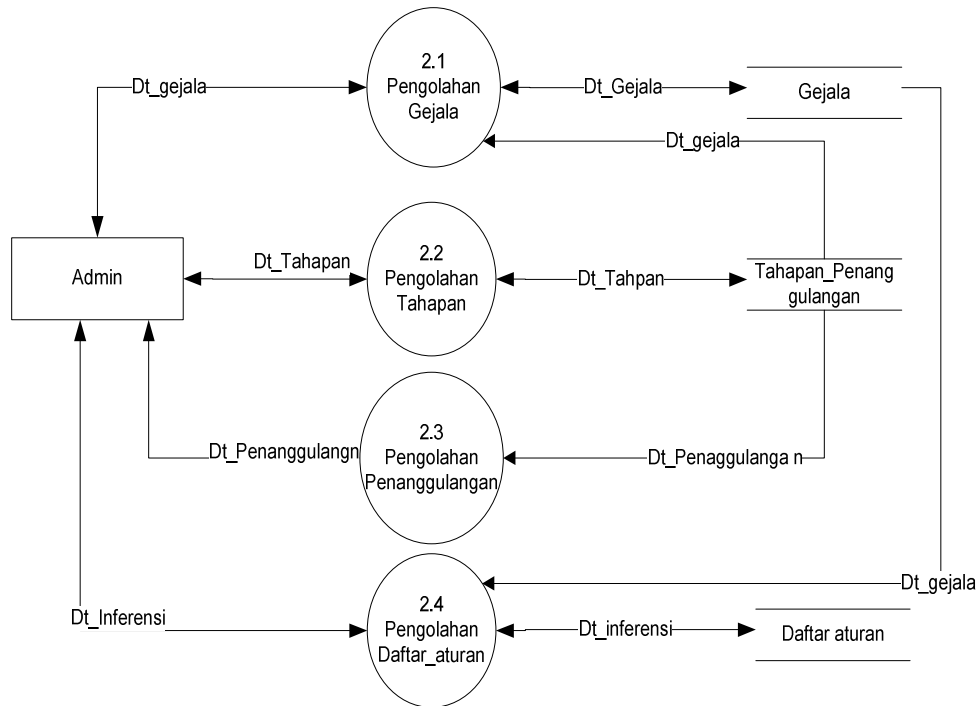 2.1
Pengolahan
Gejala
Dt_gejala
Dt_Gejala
Gejala
Dt_gejala
Admin
Dt_Tahapan
2.2
Pengolahan
Tahapan
Dt_Tahpan
Tahapan_Penang
gulangan
2.3
Pengolahan
Penanggulangan
Dt_Penanggulangn
Dt_Penaggulanga n
Dt_gejala
2.4
Pengolahan
Daftar_aturan
Dt_Inferensi
Dt_inferensi
Daftar aturan